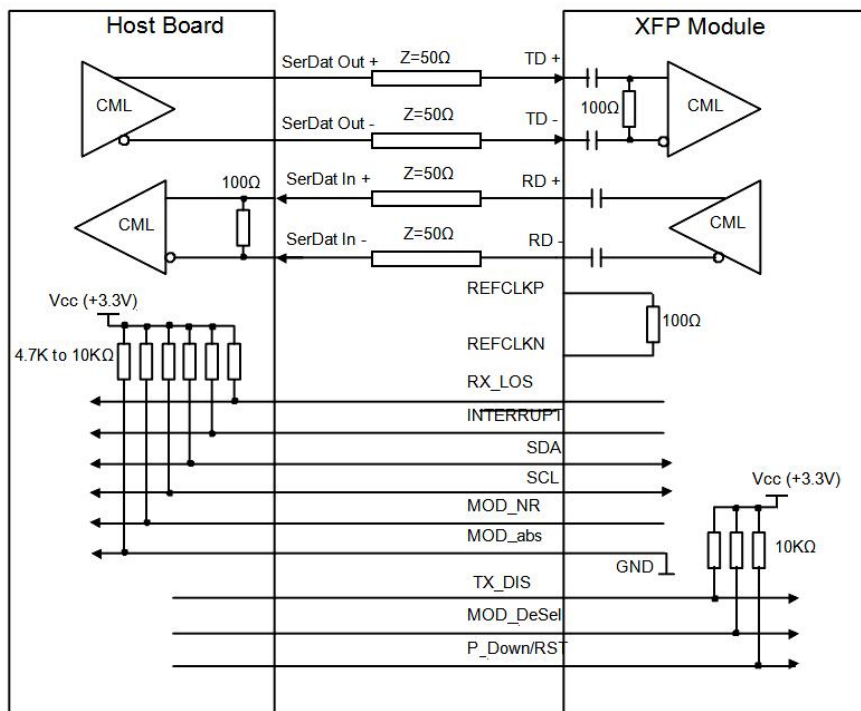 Host Board
XFP Module
SerDat Out +
Z=50Ω
TD +
CML
100Ω
CML
SerDat Out -
Z=50Ω
TD -
100Ω
SerDat In +
Z=50Ω
RD +
CML
CML
SerDat In -
Z=50Ω
RD -
REFCLKP
Vcc (+3.3V)
100Ω
REFCLKN
4.7K to 10KΩ
RX_LOS
INTERRUPT
SDA
SCL
Vcc (+3.3V)
MOD_NR
MOD_abs
10KΩ
GND
TX_DIS
MOD_DeSel
P_Down/RST